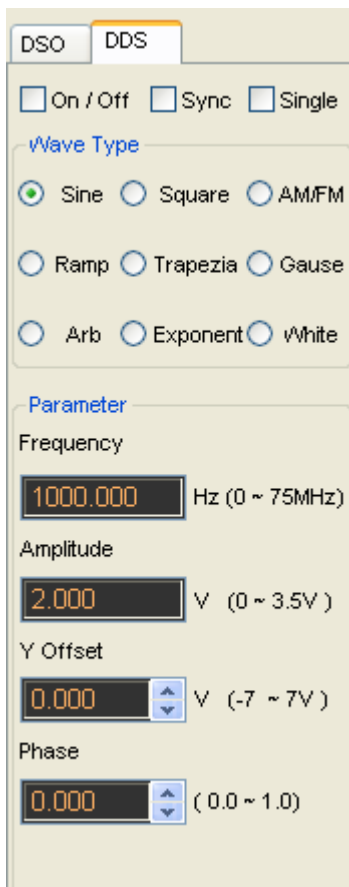 DSO DDS
On / Off Sync Single
Wave Type
Sine Square AM/FM
Ramp Trapezia Gause
Arb Exponent White
Parameter
Frequency
1000.000 Hz (0 ~ 75MHz)
Amplitude
2.000 V (0 ~ 3.5V )
Y Offset
0.000 V (-7 ~ 7V )
Phase
0.000 ( 0.0 ~ 1.0)